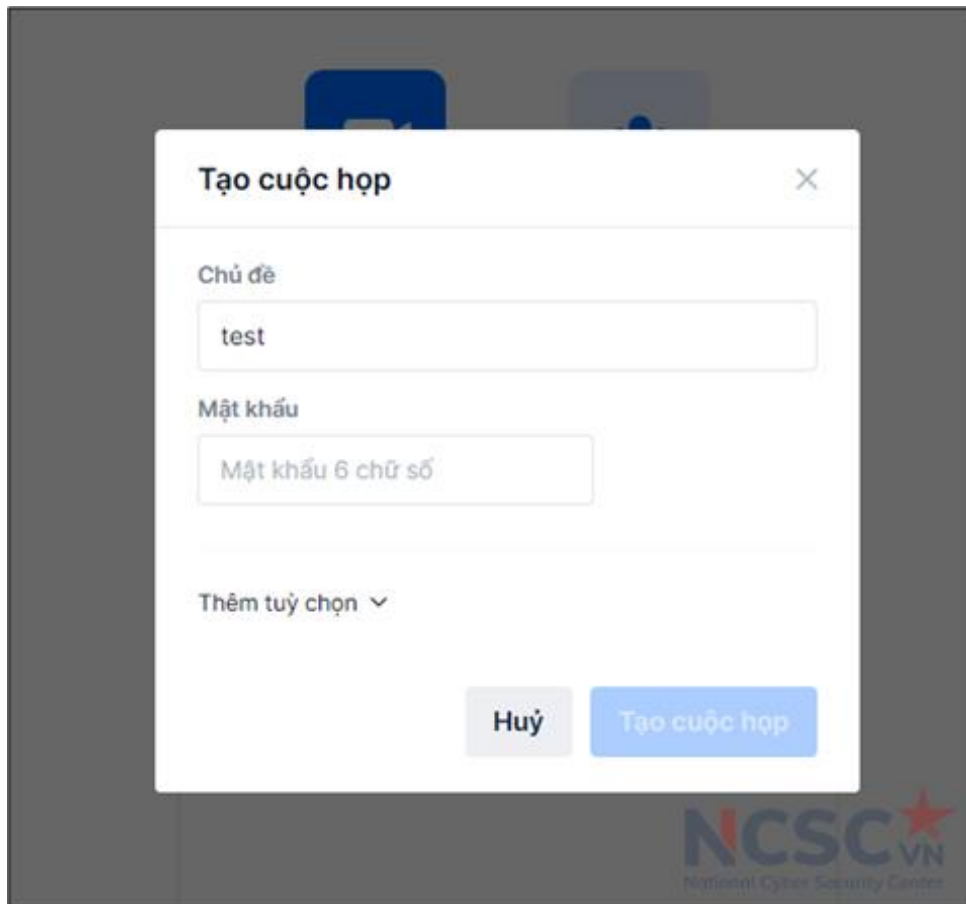 Tạo cuộc họp
Chủ đề
test
Mật khẩu
Mật khẩu 6 chữ số
Thêm tuỳ chọn
Huỷ
Tạo cuộc họp
NCSC VN
National Cyber Security Center